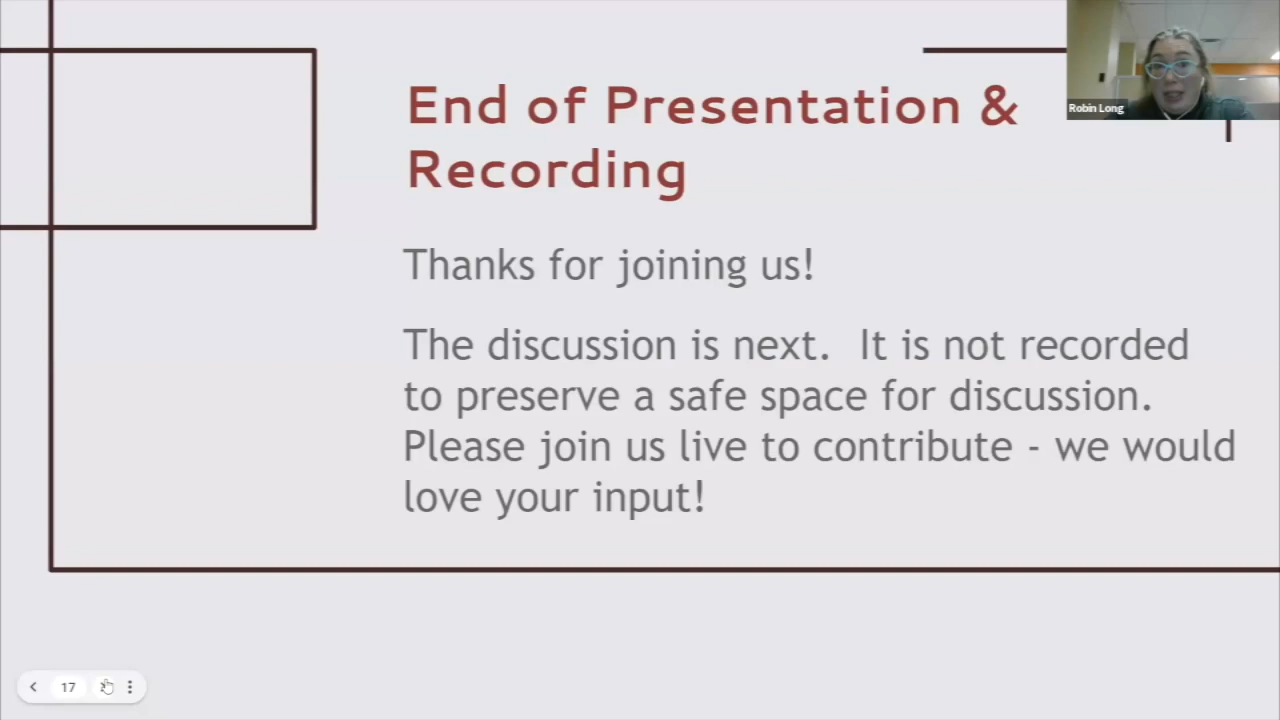 End of Presentation &
Recording
Robin Long
Thanks for joining us!
The discussion is next.  It is not recorded
to preserve a safe space for discussion.
Please join us live to contribute - we would
love your input!
17